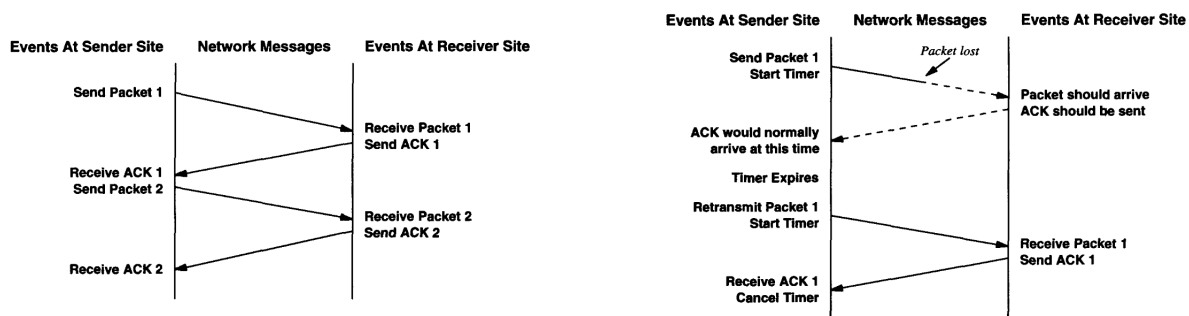 Events At Sender Site Network Messages Events At Receiver Site
Send Packet 1
Receive Packet 1
Send ACK 1
Receive ACK 1
Send Packet 2
Receive Packet 2
Send ACK 2
Receive ACK 2
Events At Sender Site Network Messages Events At Receiver Site
Packet lost
Send Packet 1
Start Timer
Packet should arrive
ACK should be sent
ACK would normally
arrive at this time
Timer Expires
Retransmit Packet 1
Start Timer
Receive Packet 1
Send ACK 1
Receive ACK 1
Cancel Timer